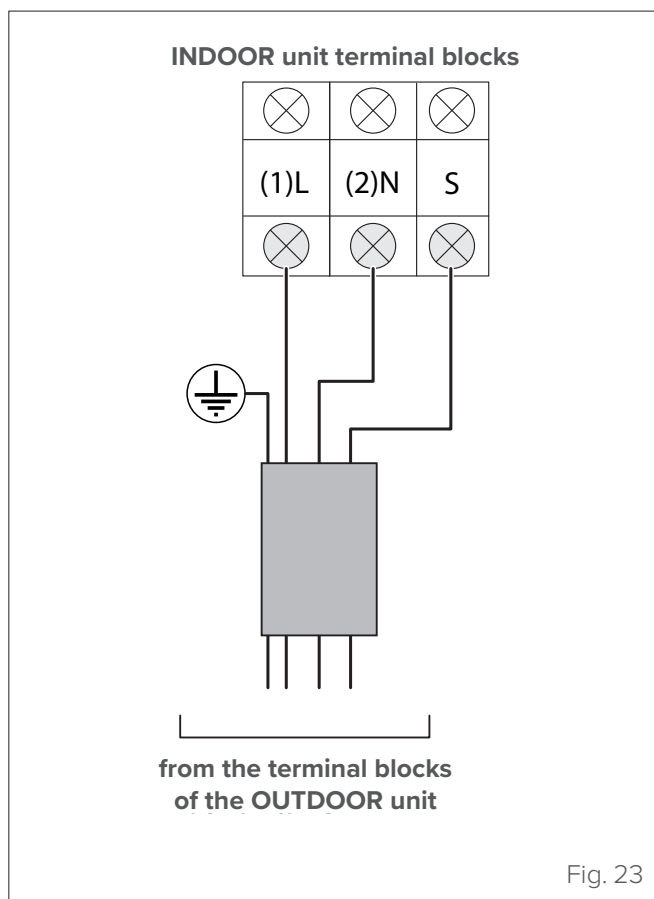 INDOOR unit terminal blocks
(1)L (2)N S
from the terminal blocks
of the OUTDOOR unit
Fig. 23